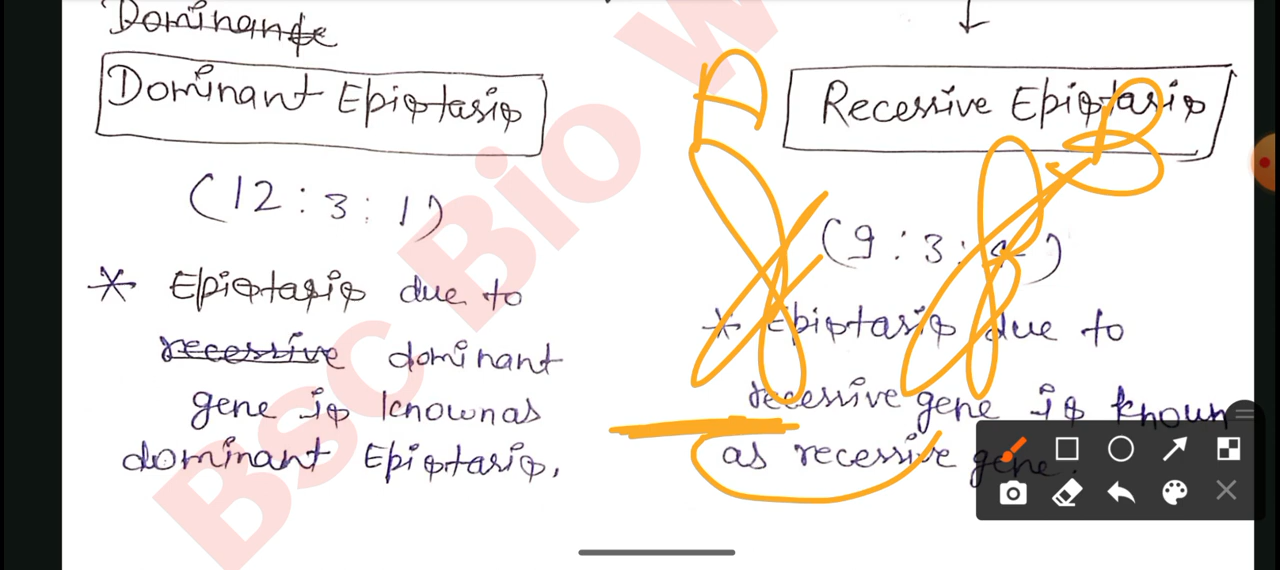 Dominance
Dominant Epistasis
(12 : 3 : 1)
* Epistasis due to
recessive dominant
gene is known as
dominant Epistasis.
Recessive Epistasis
(9 : 3 : 4)
* Epistasis due to
recessive gene is known
as recessive gene.
Bsc Bio